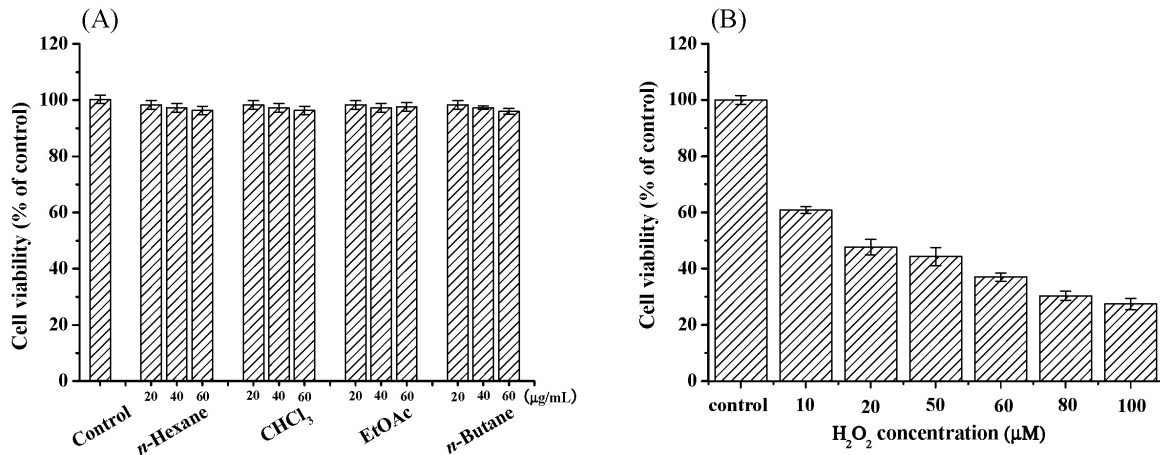 (A)
Cell viability (% of control)
120
100
80
60
40
20
0
20 40 60 20 40 60 20 40 60 20 40 60 (μg/mL)
Control n-Hexane CHCl₃ EtOAc n-Butane
(B)
Cell viability (% of control)
120
100
80
60
40
20
0
control 10 20 50 60 80 100
H₂O₂ concentration (μM)